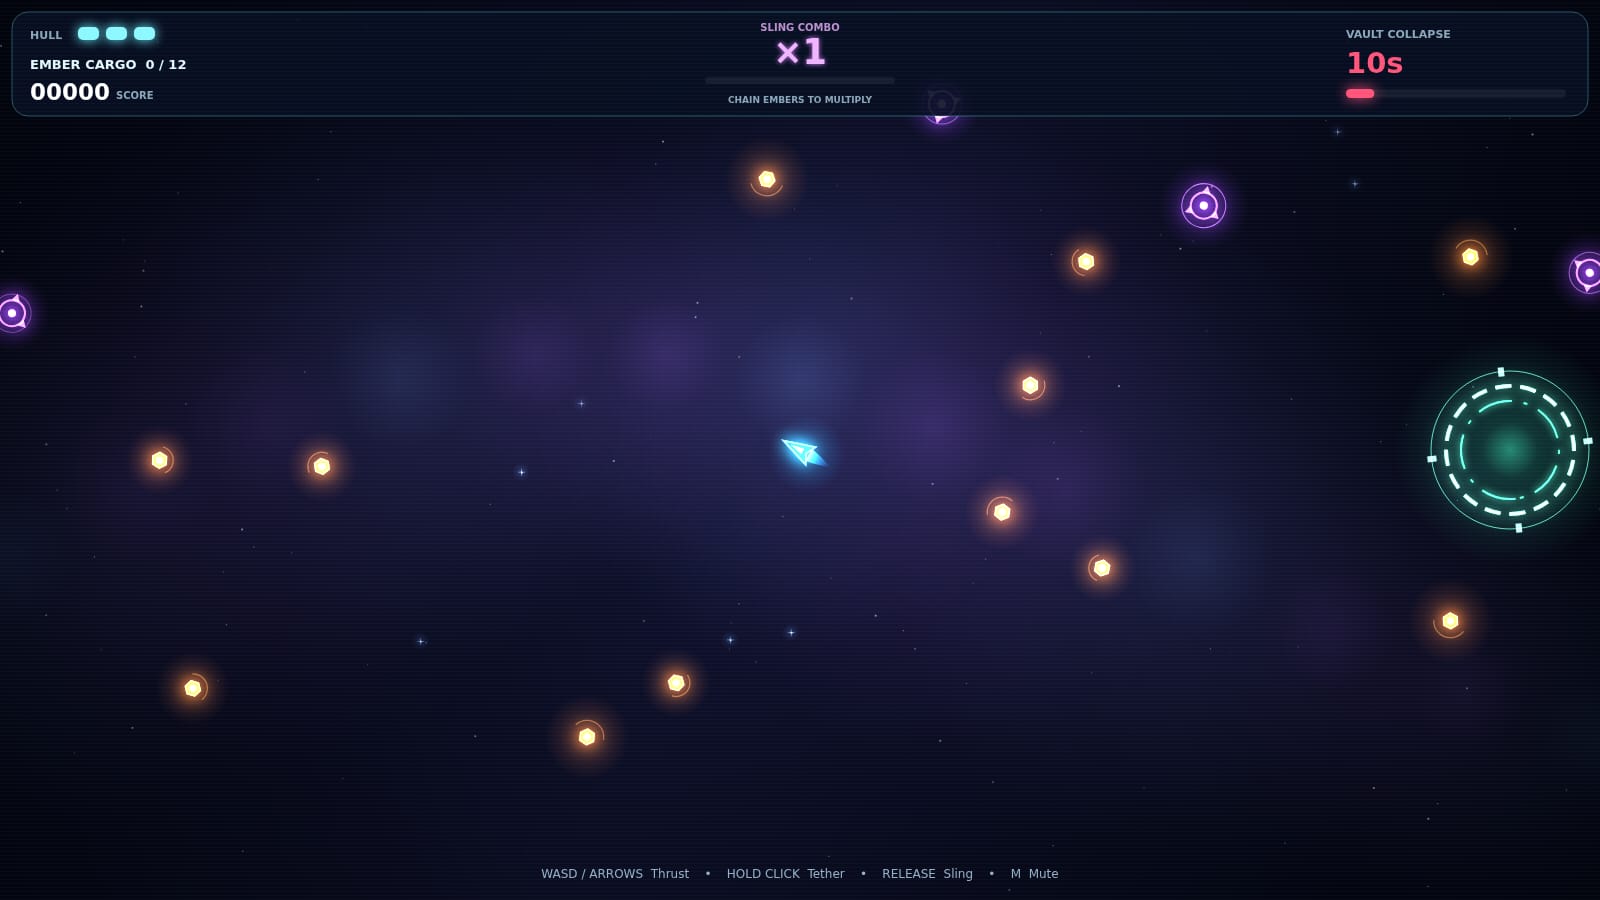 HULL
EMBER CARGO 0 / 12
00000 SCORE
SLING COMBO
×1
CHAIN EMBERS TO MULTIPLY
VAULT COLLAPSE
10s
WASD / ARROWS Thrust • HOLD CLICK Tether • RELEASE Sling • M Mute